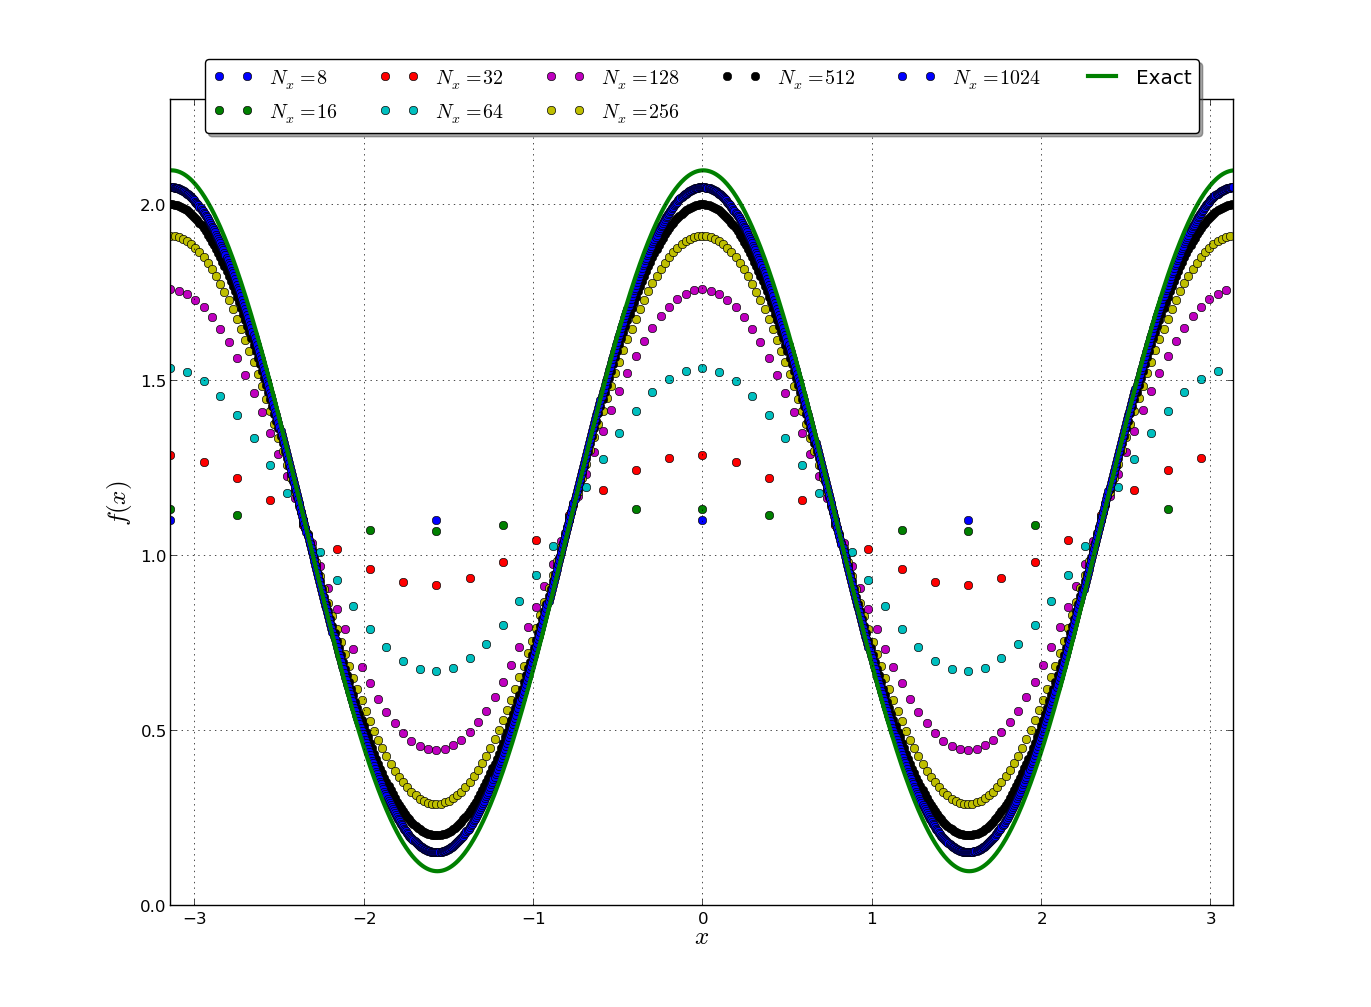 N_x = 8 N_x = 32 N_x = 128 N_x = 512 N_x = 1024 Exact
N_x = 16 N_x = 64 N_x = 256
2.0
1.5
f(x)
1.0
0.5
0.0
−3 −2 −1 0 1 2 3
x